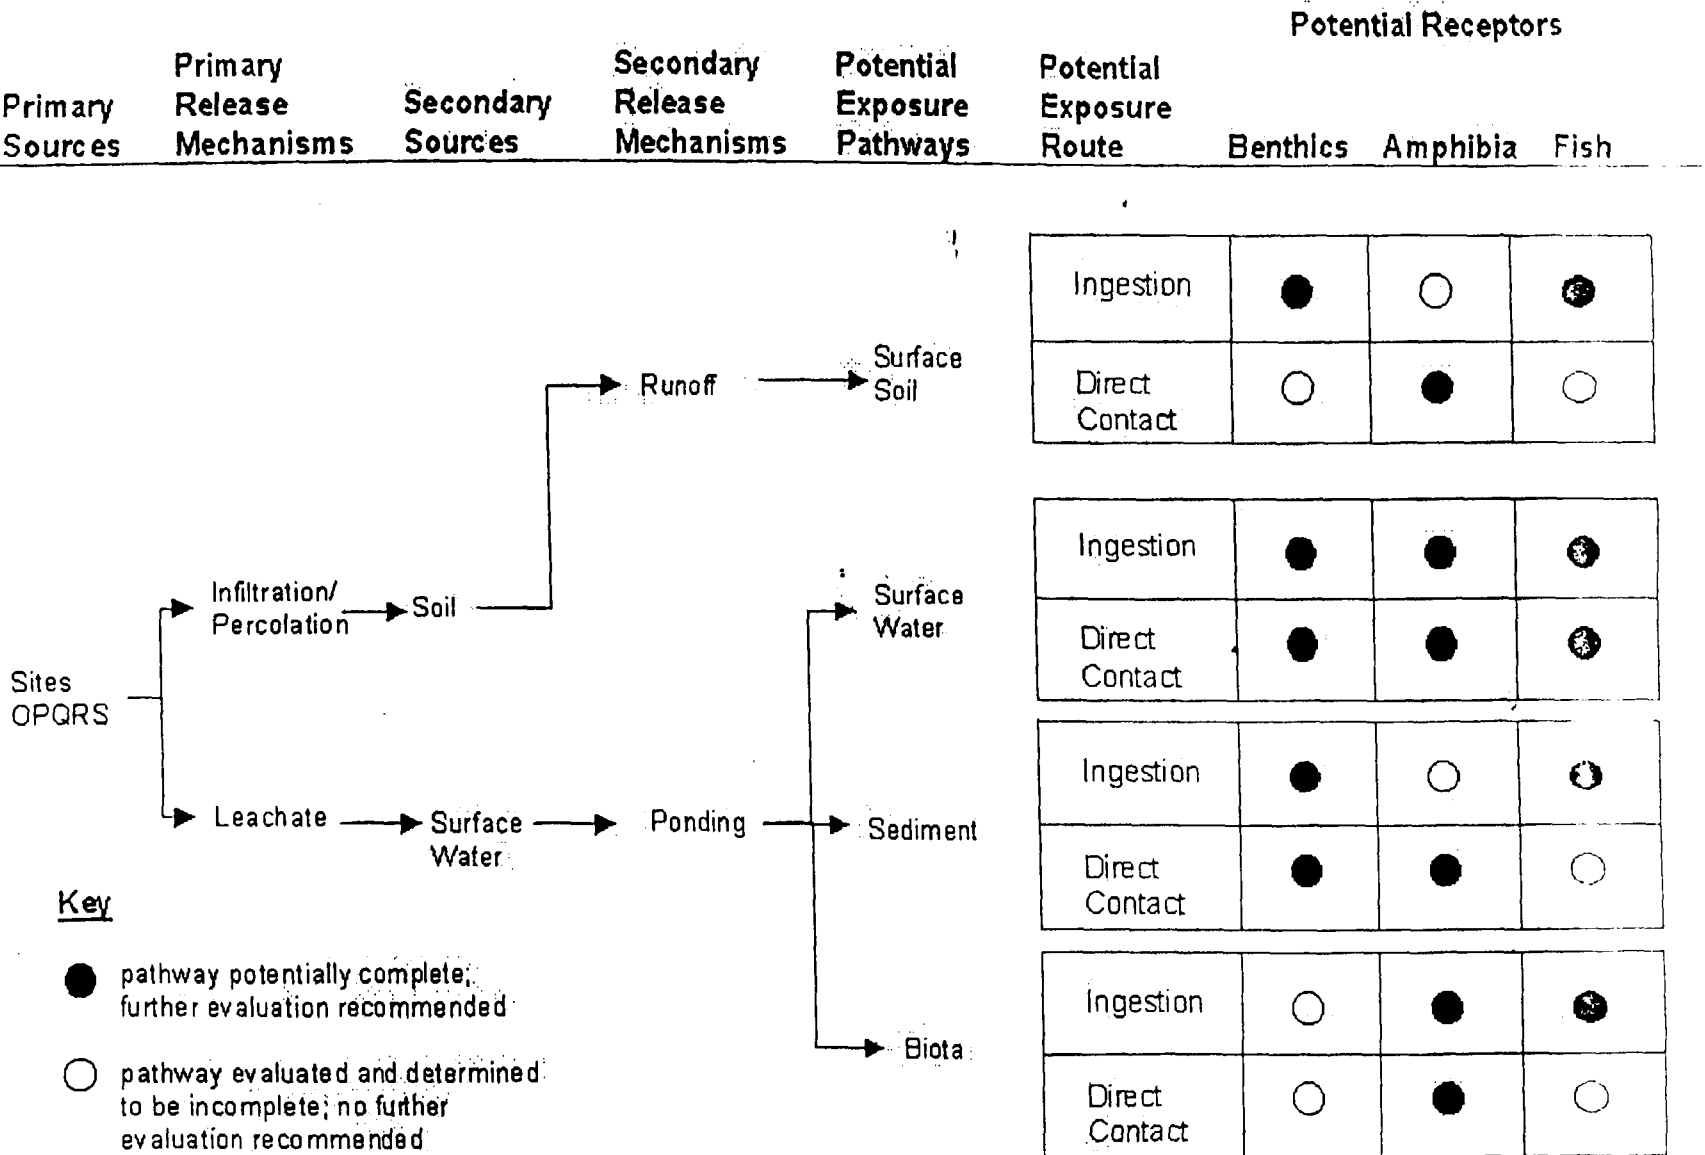 Potential Receptors
Primary
Sources
Primary
Release
Mechanisms
Secondary
Sources
Secondary
Release
Mechanisms
Potential
Exposure
Pathways
Potential
Exposure
Route
Benthics
Amphibia
Fish
Ingestion
Surface
Soil
Runoff
Direct
Contact
Ingestion
Infiltration/
Percolation
Soil
Surface
Water
Direct
Contact
Sites
OPQRS
Ingestion
Leachate
Surface
Water
Ponding
Sediment
Direct
Contact
Key
pathway potentially complete;
further evaluation recommended
Ingestion
Biota
pathway evaluated and determined
to be incomplete; no further
evaluation recommended
Direct
Contact